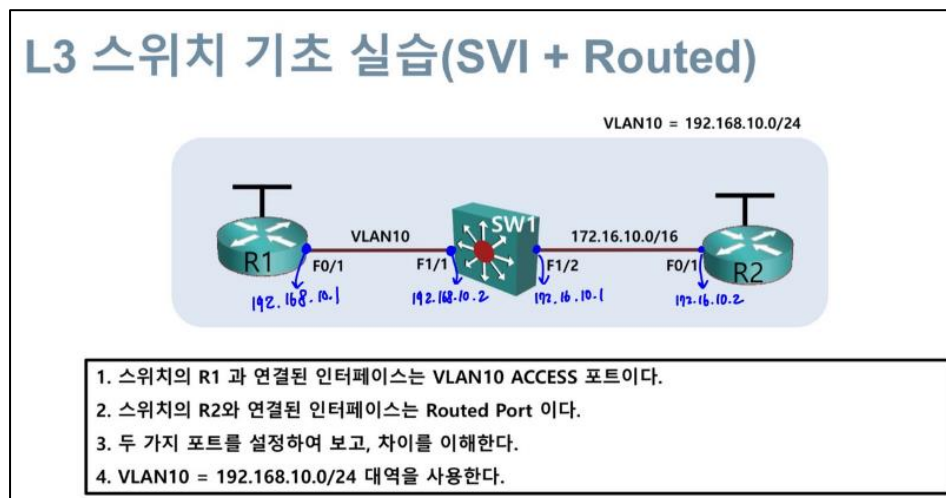 L3 스위치 기초 실습(SVI + Routed)
VLAN10 = 192.168.10.0/24
R1
F0/1
VLAN10
F1/1
SW1
F1/2
172.16.10.0/16
F0/1
R2
192.168.10.1
192.168.10.2
172.16.10.1
172.16.10.2
1. 스위치의 R1 과 연결된 인터페이스는 VLAN10 ACCESS 포트이다.
2. 스위치의 R2와 연결된 인터페이스는 Routed Port 이다.
3. 두 가지 포트를 설정하여 보고, 차이를 이해한다.
4. VLAN10 = 192.168.10.0/24 대역을 사용한다.